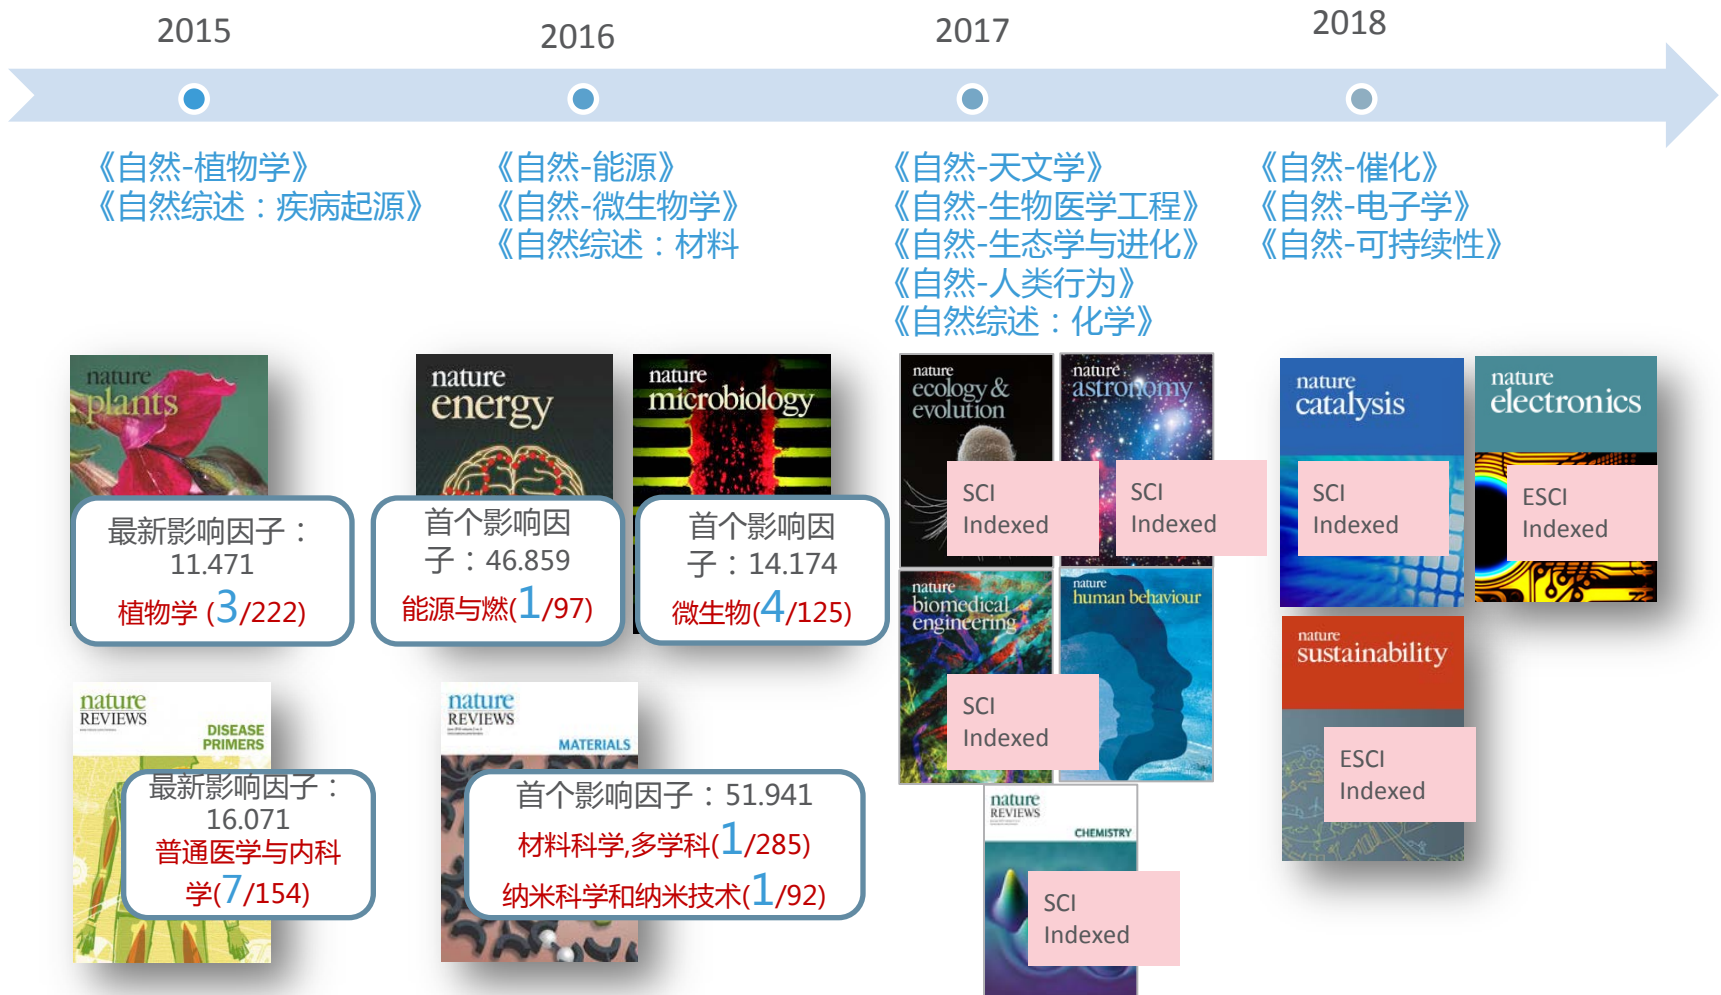 2015
2016
2017
2018
《自然-植物学》
《自然综述：疾病起源》
《自然-能源》
《自然-微生物学》
《自然综述：材料
《自然-天文学》
《自然-生物医学工程》
《自然-生态学与进化》
《自然-人类行为》
《自然综述：化学》
《自然-催化》
《自然-电子学》
《自然-可持续性》
nature
plants
最新影响因子：
11.471
植物学 (3/222)
nature
energy
首个影响因
子：46.859
能源与燃(1/97)
nature
microbiology
首个影响因
子：14.174
微生物(4/125)
nature
REVIEWS
DISEASE
PRIMERS
最新影响因子：
16.071
普通医学与内科
学(7/154)
nature
REVIEWS
MATERIALS
首个影响因子：51.941
材料科学,多学科(1/285)
纳米科学和纳米技术(1/92)
nature
ecology &
evolution
SCI
Indexed
nature
astronomy
SCI
Indexed
nature
biomedical
engineering
SCI
Indexed
nature
human behaviour
nature
REVIEWS
CHEMISTRY
SCI
Indexed
nature
catalysis
SCI
Indexed
nature
electronics
ESCI
Indexed
nature
sustainability
ESCI
Indexed